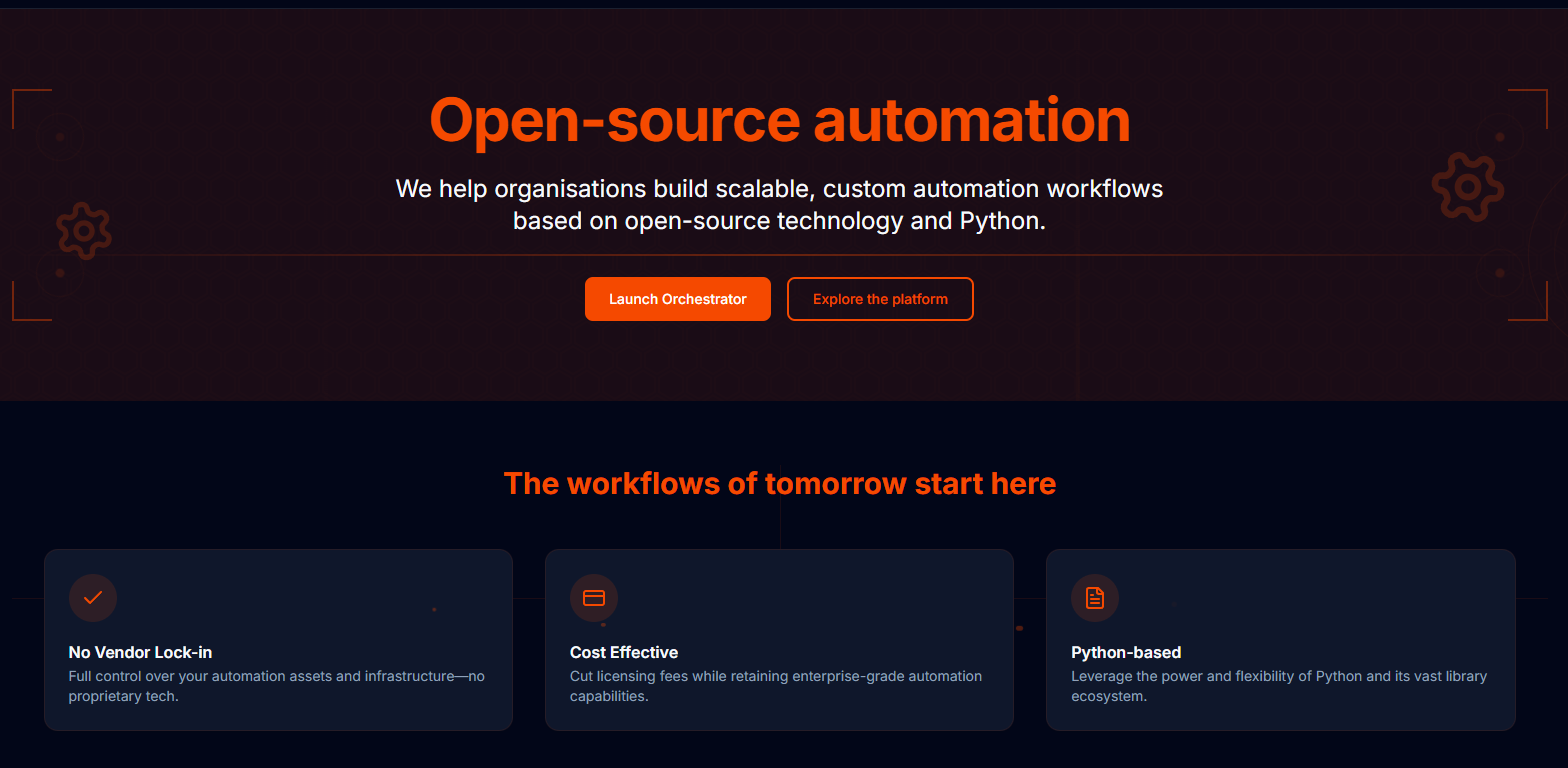 Open-source automation
We help organisations build scalable, custom automation workflows
based on open-source technology and Python.
Launch Orchestrator
Explore the platform
The workflows of tomorrow start here
No Vendor Lock-in
Full control over your automation assets and infrastructure—no
proprietary tech.
Cost Effective
Cut licensing fees while retaining enterprise-grade automation
capabilities.
Python-based
Leverage the power and flexibility of Python and its vast library
ecosystem.